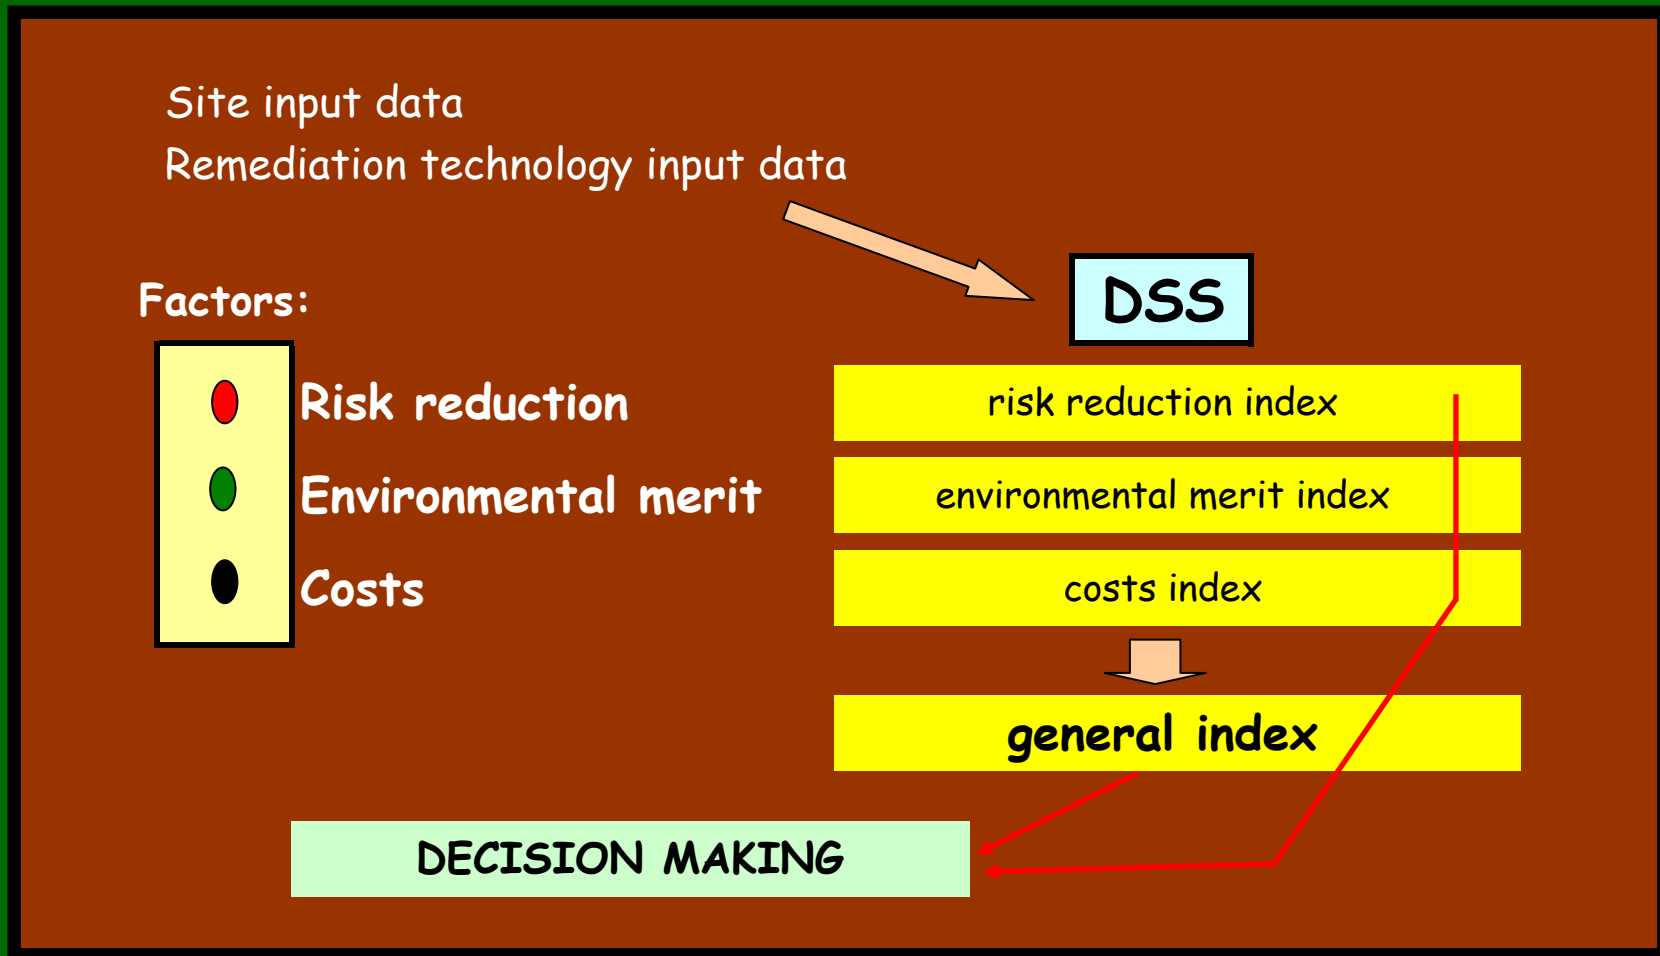 Site input data
Remediation technology input data
DSS
Factors:
Risk reduction
risk reduction index
Environmental merit
environmental merit index
Costs
costs index
general index
DECISION MAKING